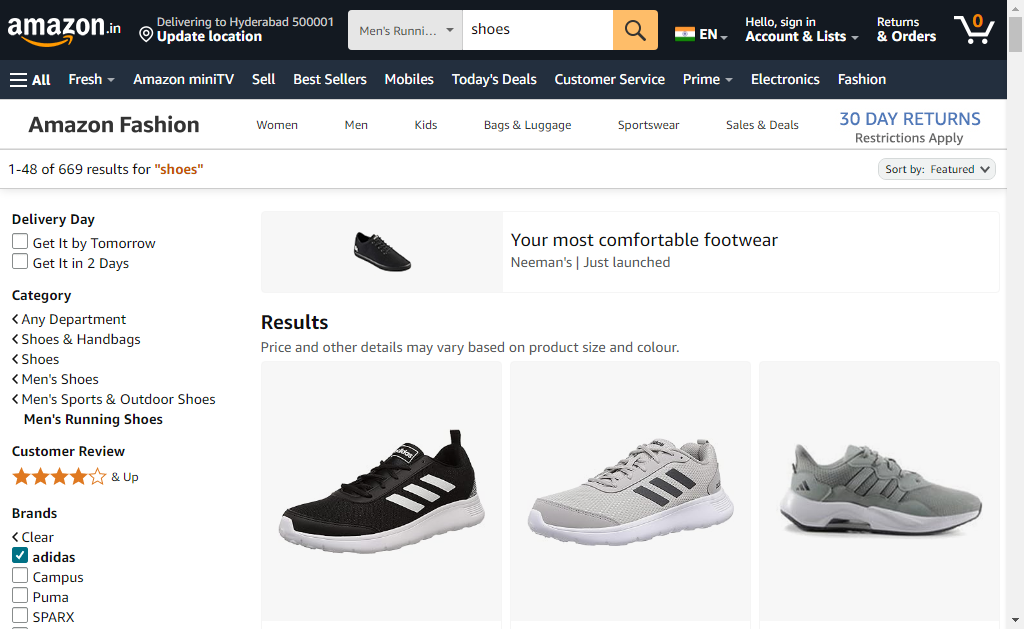 amazon.in
Delivering to Hyderabad 500001
Update location
Men's Runni...
shoes
EN
Hello, sign in
Account & Lists
Returns
& Orders
0
All
Fresh
Amazon miniTV
Sell
Best Sellers
Mobiles
Today's Deals
Customer Service
Prime
Electronics
Fashion
Amazon Fashion
Women
Men
Kids
Bags & Luggage
Sportswear
Sales & Deals
30 DAY RETURNS
Restrictions Apply
1-48 of 669 results for "shoes"
Sort by: Featured
Delivery Day
Get It by Tomorrow
Get It in 2 Days
Category
Any Department
Shoes & Handbags
Shoes
Men's Shoes
Men's Sports & Outdoor Shoes
Men's Running Shoes
Customer Review
& Up
Brands
Clear
adidas
Campus
Puma
SPARX
Your most comfortable footwear
Neeman's | Just launched
Results
Price and other details may vary based on product size and colour.
adidas